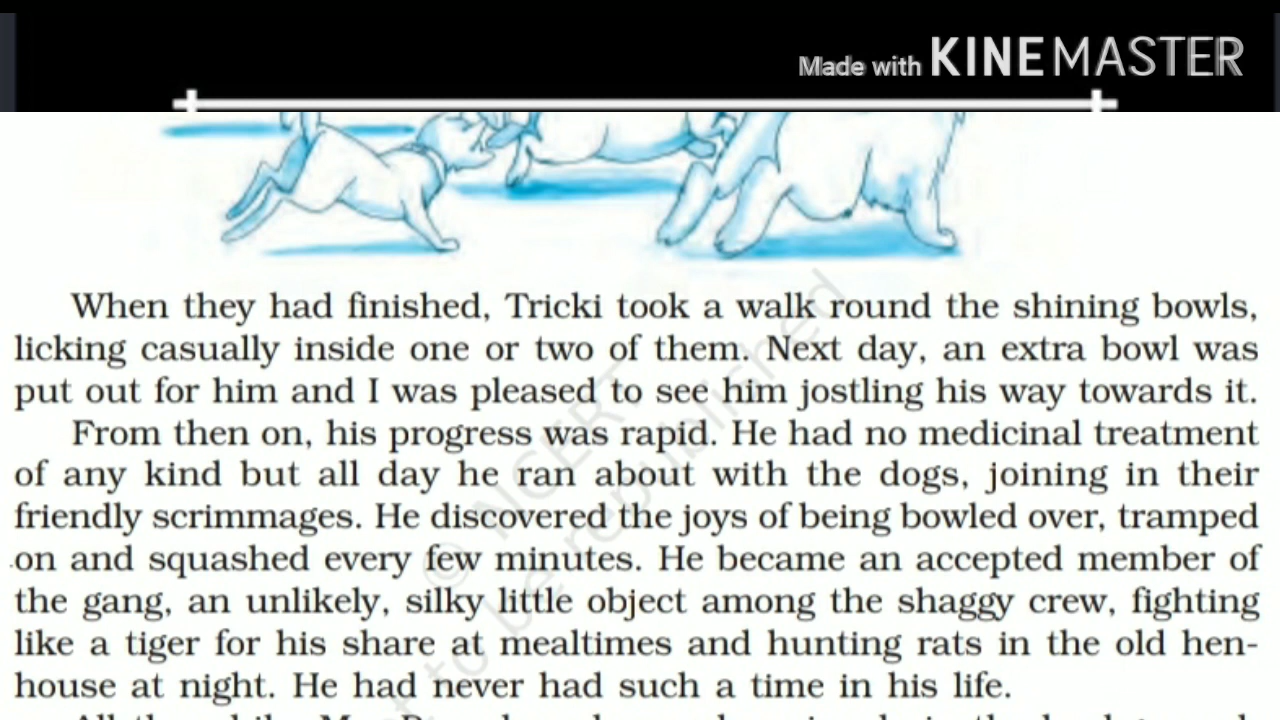 Made with KINEMASTER
When they had finished, Tricki took a walk round the shining bowls,
licking casually inside one or two of them. Next day, an extra bowl was
put out for him and I was pleased to see him jostling his way towards it.
From then on, his progress was rapid. He had no medicinal treatment
of any kind but all day he ran about with the dogs, joining in their
friendly scrimmages. He discovered the joys of being bowled over, tramped
on and squashed every few minutes. He became an accepted member of
the gang, an unlikely, silky little object among the shaggy crew, fighting
like a tiger for his share at mealtimes and hunting rats in the old hen-
house at night. He had never had such a time in his life.
© NCERT
be republished